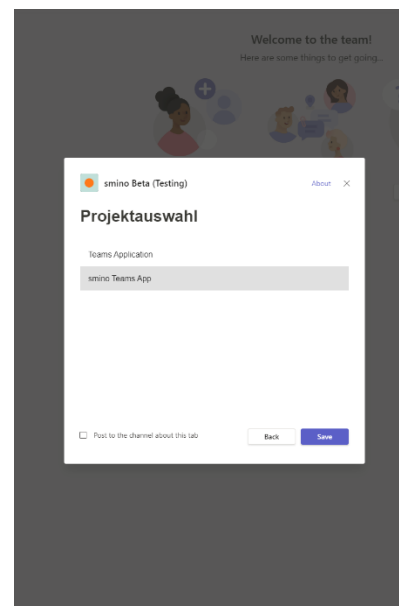 Welcome to the team!
Here are some things to get going...
smino Beta (Testing)
About
Projektauswahl
Teams Application
smino Teams App
Post to the channel about this tab
Back
Save